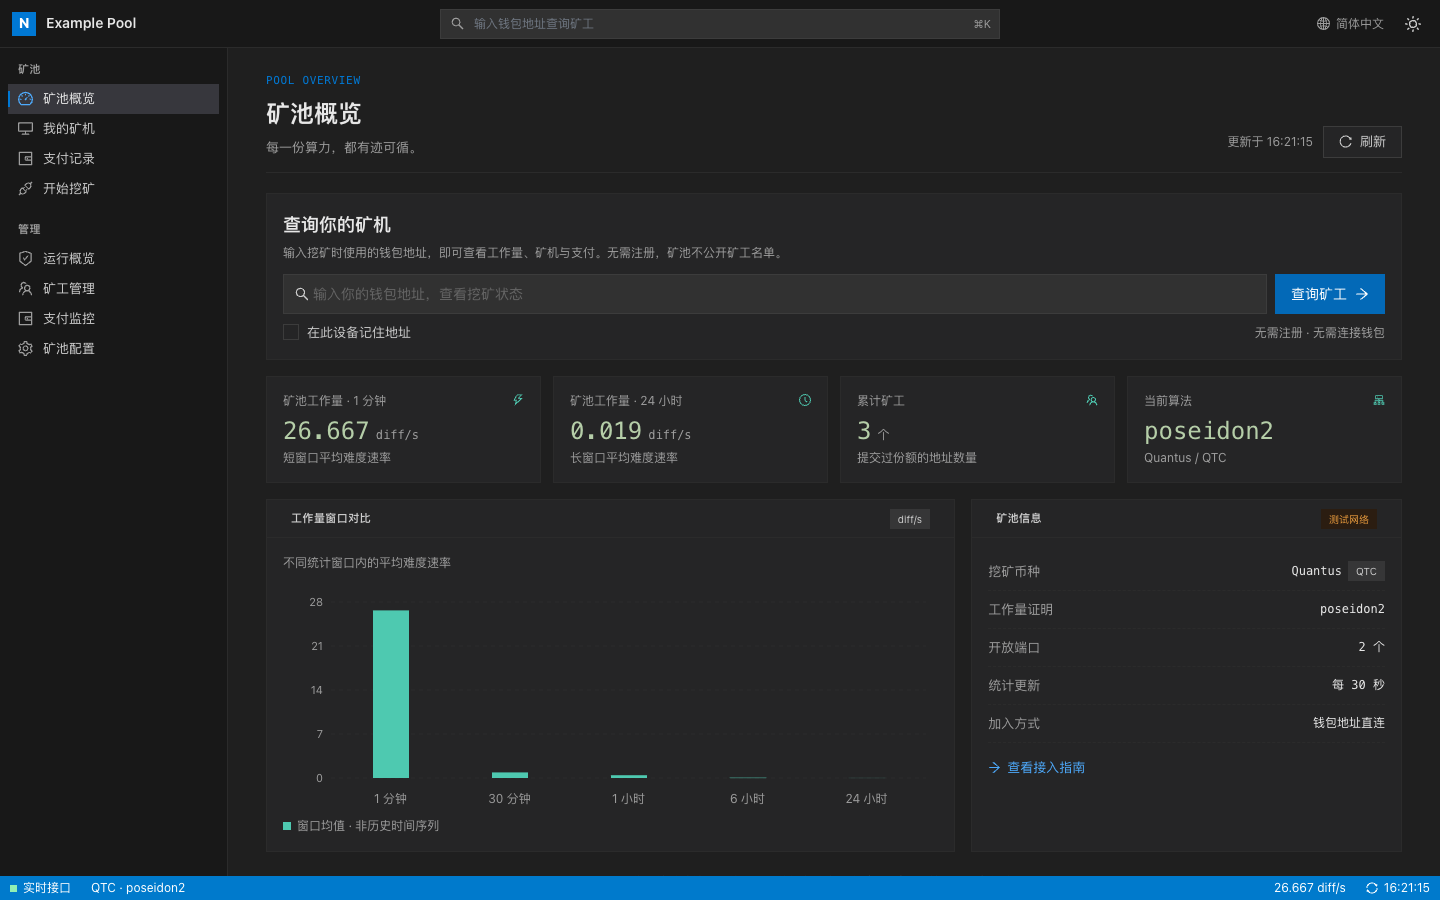 N Example Pool
输入钱包地址查询矿工 ⌘K
简体中文
矿池
矿池概览
我的矿机
支付记录
开始挖矿
管理
运行概览
矿工管理
支付监控
矿池配置
POOL OVERVIEW
矿池概览
每一份算力，都有迹可循。
更新于 16:21:15 刷新
查询你的矿机
输入挖矿时使用的钱包地址，即可查看工作量、矿机与支付。无需注册，矿池不公开矿工名单。
输入你的钱包地址，查看挖矿状态
查询矿工
在此设备记住地址
无需注册 · 无需连接钱包
矿池工作量 · 1 分钟
26.667 diff/s
短窗口平均难度速率
矿池工作量 · 24 小时
0.019 diff/s
长窗口平均难度速率
累计矿工
3 个
提交过份额的地址数量
当前算法
poseidon2
Quantus / QTC
工作量窗口对比 diff/s
不同统计窗口内的平均难度速率
28
21
14
7
0
1 分钟 30 分钟 1 小时 6 小时 24 小时
窗口均值 · 非历史时间序列
矿池信息 测试网络
挖矿币种 Quantus QTC
工作量证明 poseidon2
开放端口 2 个
统计更新 每 30 秒
加入方式 钱包地址直连
查看接入指南
实时接口 QTC · poseidon2 26.667 diff/s 16:21:15